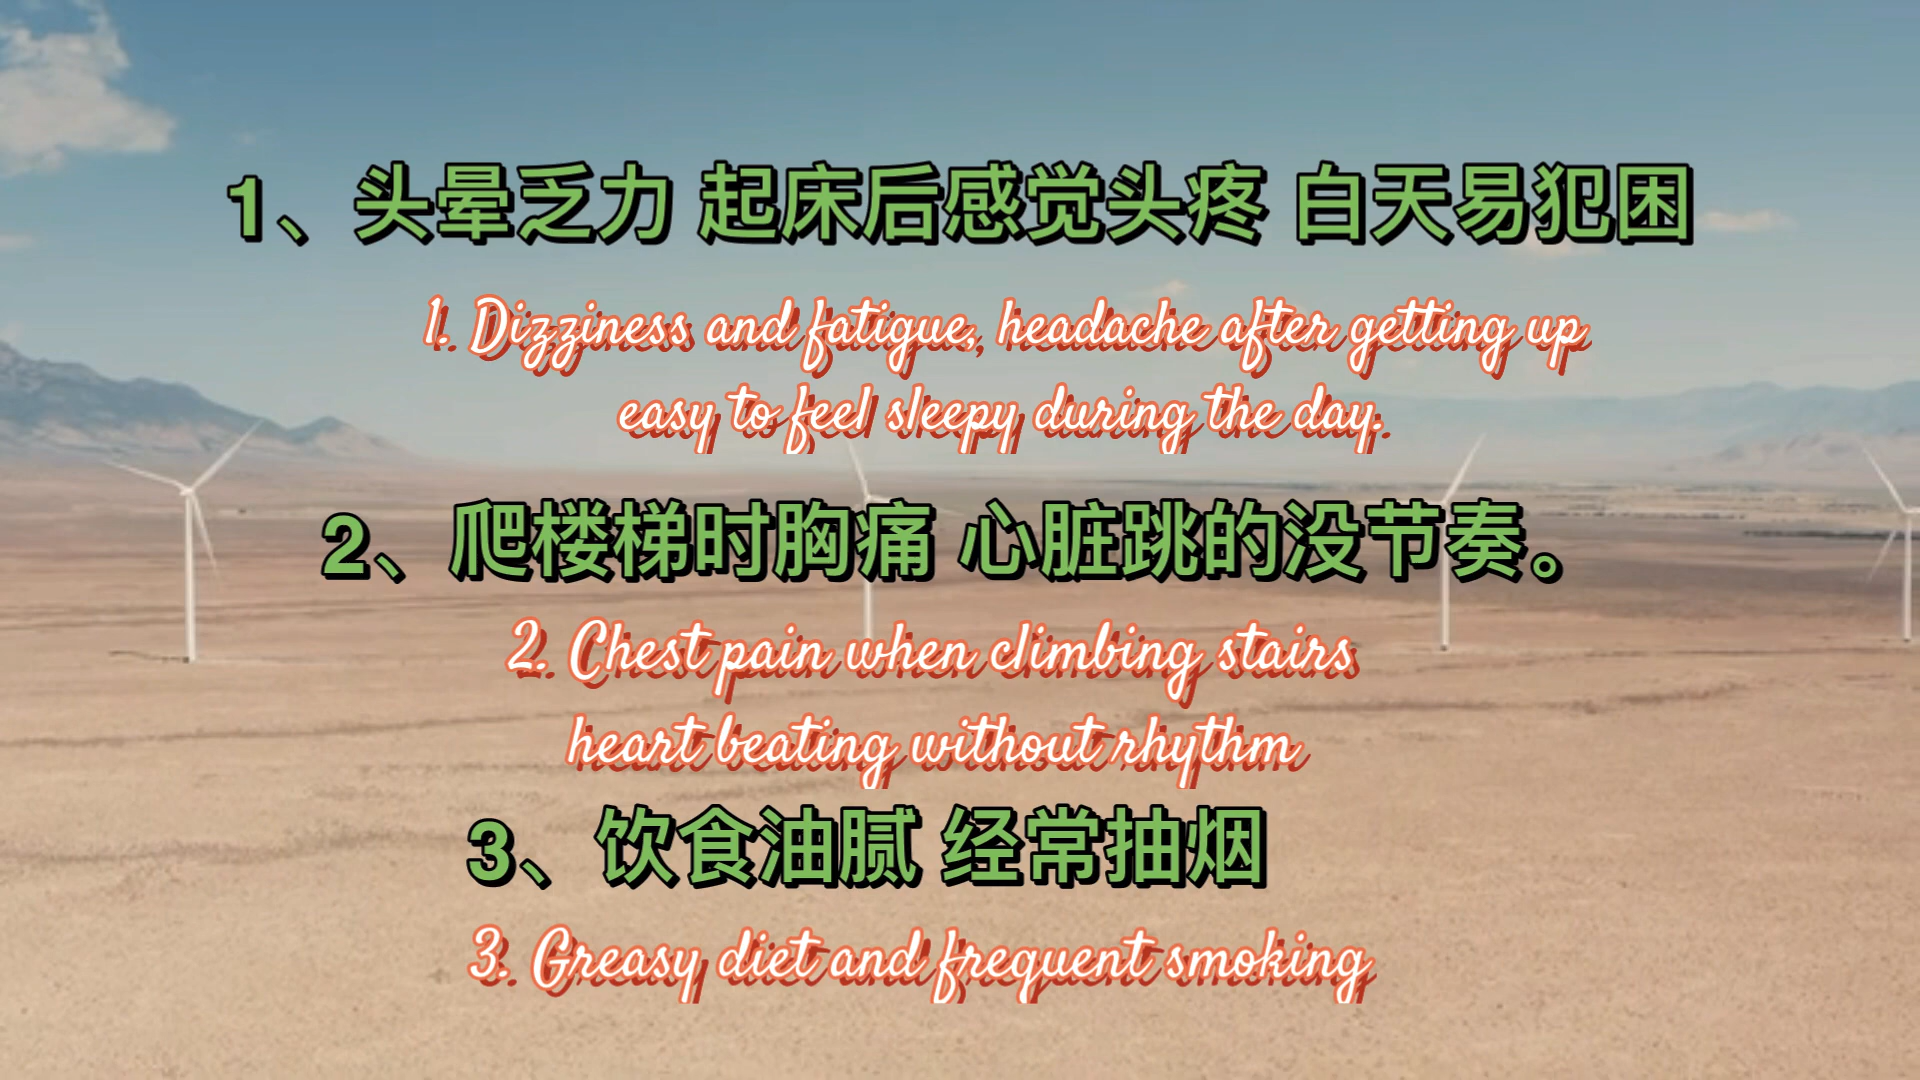 1、头晕乏力 起床后感觉头疼 白天易犯困
1. Dizziness and fatigue, headache after getting up
easy to feel sleepy during the day.
2、爬楼梯时胸痛 心脏跳的没节奏。
2. Chest pain when climbing stairs
heart beating without rhythm
3、饮食油腻 经常抽烟
3. Greasy diet and frequent smoking